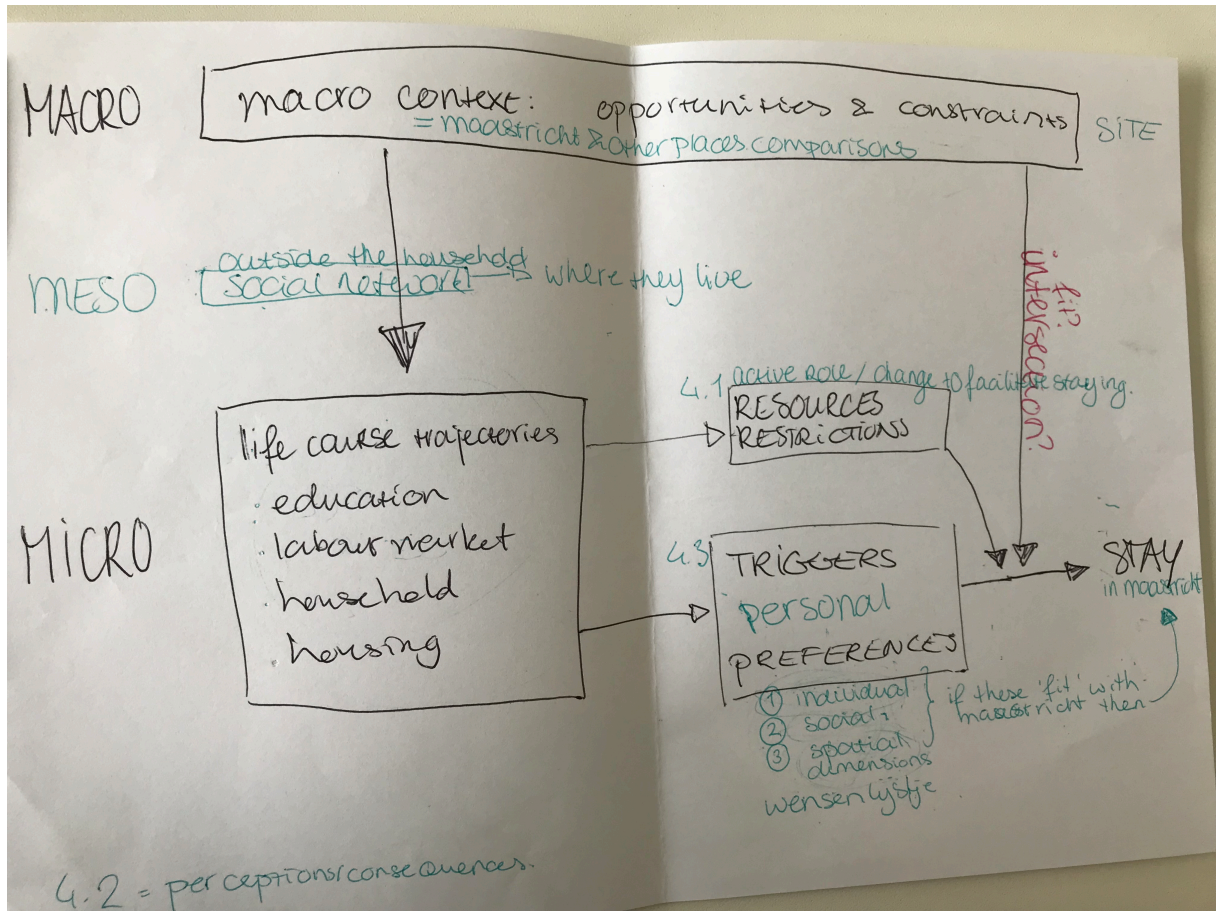 MACRO
macro context: opportunities & constraints
= maastricht & other places comparisons
SITE
MESO
outside the household
social network
where they live
fit?
intersection?
4.1 active role / change to facilitate staying.
RESOURCES
RESTRICTIONS
MICRO
life course trajectories
· education
· labour market
· household
· housing
4.3
TRIGGERS
personal
PREFERENCES
STAY
in maastricht
① individual
② social
③ spatial
dimensions
if these 'fit' with
maastricht then
wensenlijstje
4.2 = perceptions/consequences.